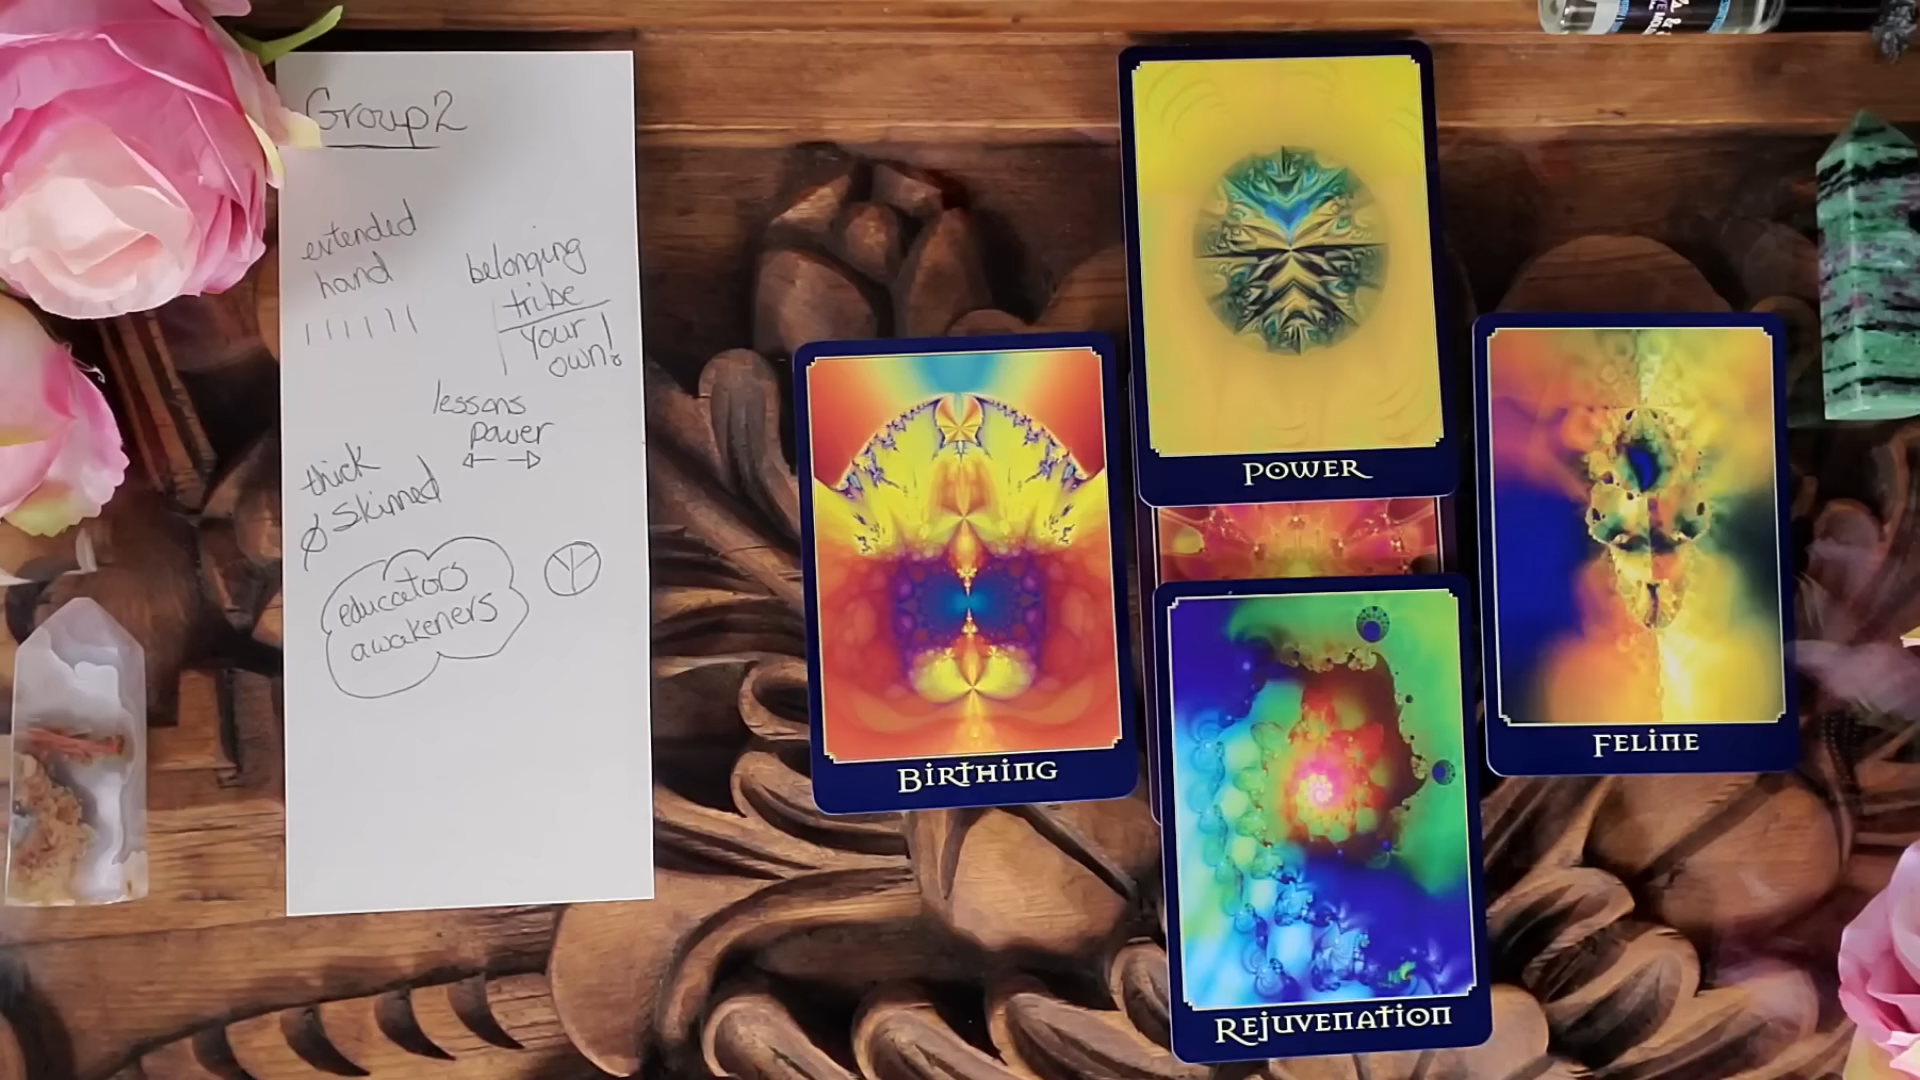 Group 2
extended
hand
belonging
tribe
your
own!
lessons
power
thick
skinned
educators
awakeners
POWER
BIRTHING
FELINE
REJUVENATION